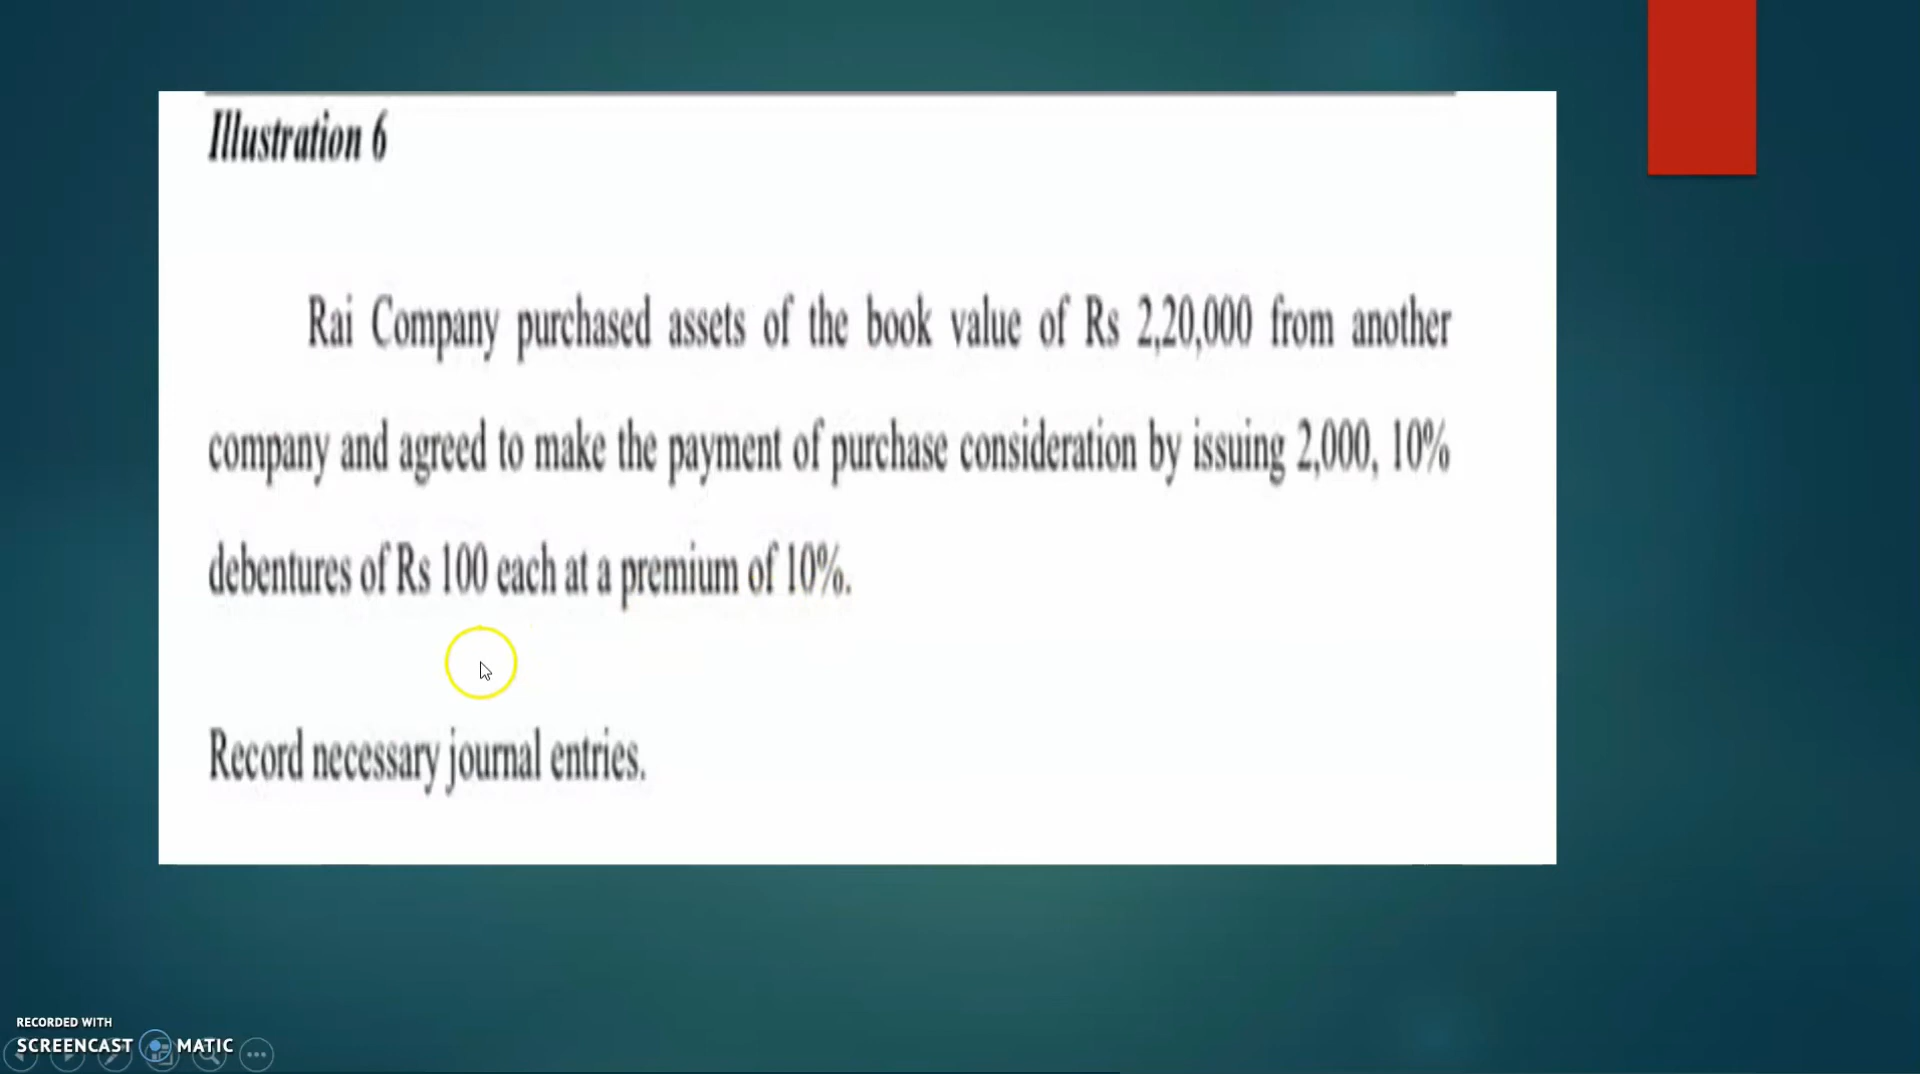 Illustration 6
Rai Company purchased assets of the book value of Rs 2,20,000 from another
company and agreed to make the payment of purchase consideration by issuing 2,000, 10%
debentures of Rs 100 each at a premium of 10%.
Record necessary journal entries.
RECORDED WITH
SCREENCAST MATIC